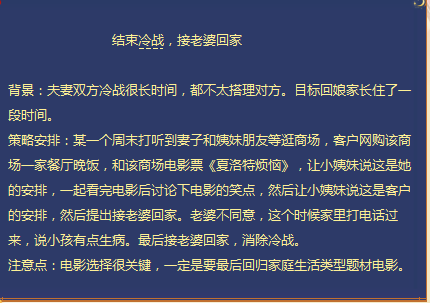 结束冷战，接老婆回家
背景：夫妻双方冷战很长时间，都不太搭理对方。目标回娘家长住了一
段时间。
策略安排：某一个周末打听到妻子和姨妹朋友等逛商场，客户网购该商
场一家餐厅晚饭，和该商场电影票《夏洛特烦恼》，让小姨妹说这是她
的安排，一起看完电影后讨论下电影的笑点，然后让小姨妹说这是客户
的安排，然后提出接老婆回家。老婆不同意，这个时候家里打电话过
来，说小孩有点生病。最后接老婆回家，消除冷战。
注意点：电影选择很关键，一定是要最后回归家庭生活类型题材电影。